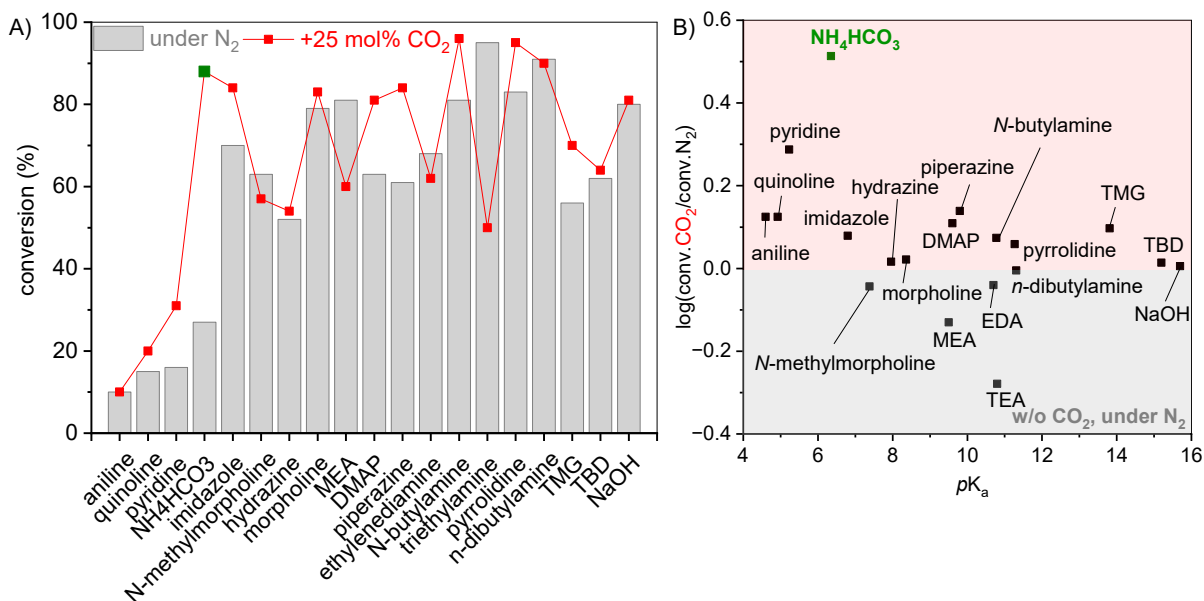 A)
under N₂
+25 mol% CO₂
conversion (%)
100
80
60
40
20
0
aniline
quinoline
pyridine
NH4HCO3
imidazole
N-methylmorpholine
hydrazine
morpholine
MEA
DMAP
piperazine
ethylenediamine
N-butylamine
triethylamine
pyrrolidine
n-dibutylamine
TMG
TBD
NaOH
B)
log(conv.CO₂/conv.N₂)
0.6
0.4
0.2
0.0
−0.2
−0.4
NH₄HCO₃
pyridine
N-butylamine
quinoline
hydrazine
piperazine
TMG
imidazole
aniline
DMAP
pyrrolidine
TBD
morpholine
n-dibutylamine
NaOH
EDA
MEA
N-methylmorpholine
TEA
w/o CO₂, under N₂
4
6
8
10
12
14
16
pKₐ